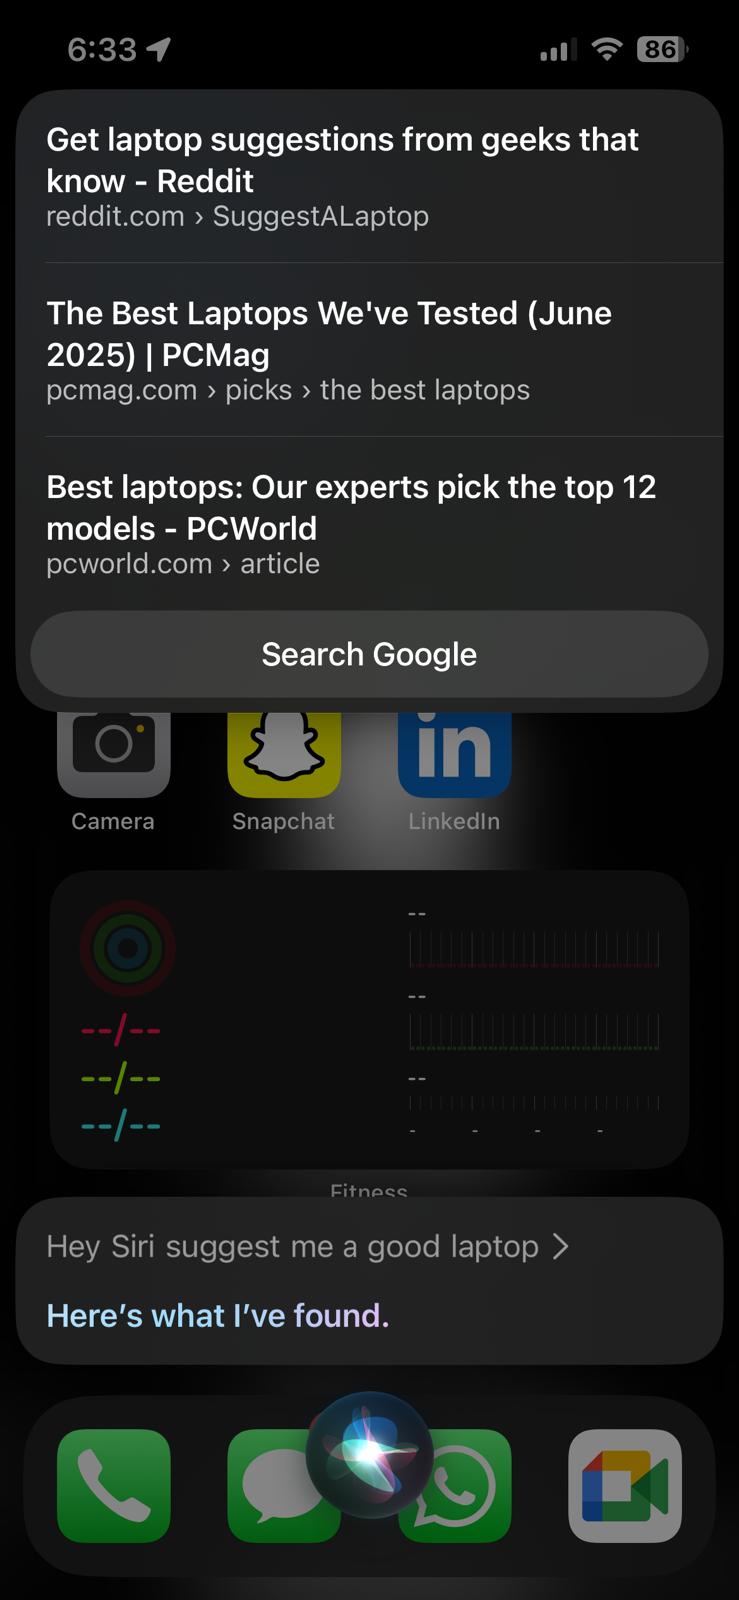 6:33
86
Get laptop suggestions from geeks that
know - Reddit
reddit.com › SuggestALaptop
The Best Laptops We've Tested (June
2025) | PCMag
pcmag.com › picks › the best laptops
Best laptops: Our experts pick the top 12
models - PCWorld
pcworld.com › article
Search Google
in
Camera
Snapchat
LinkedIn
--
--
--/--
--/--
--
--/--
- - - -
Fitness
Hey Siri suggest me a good laptop >
Here's what I've found.